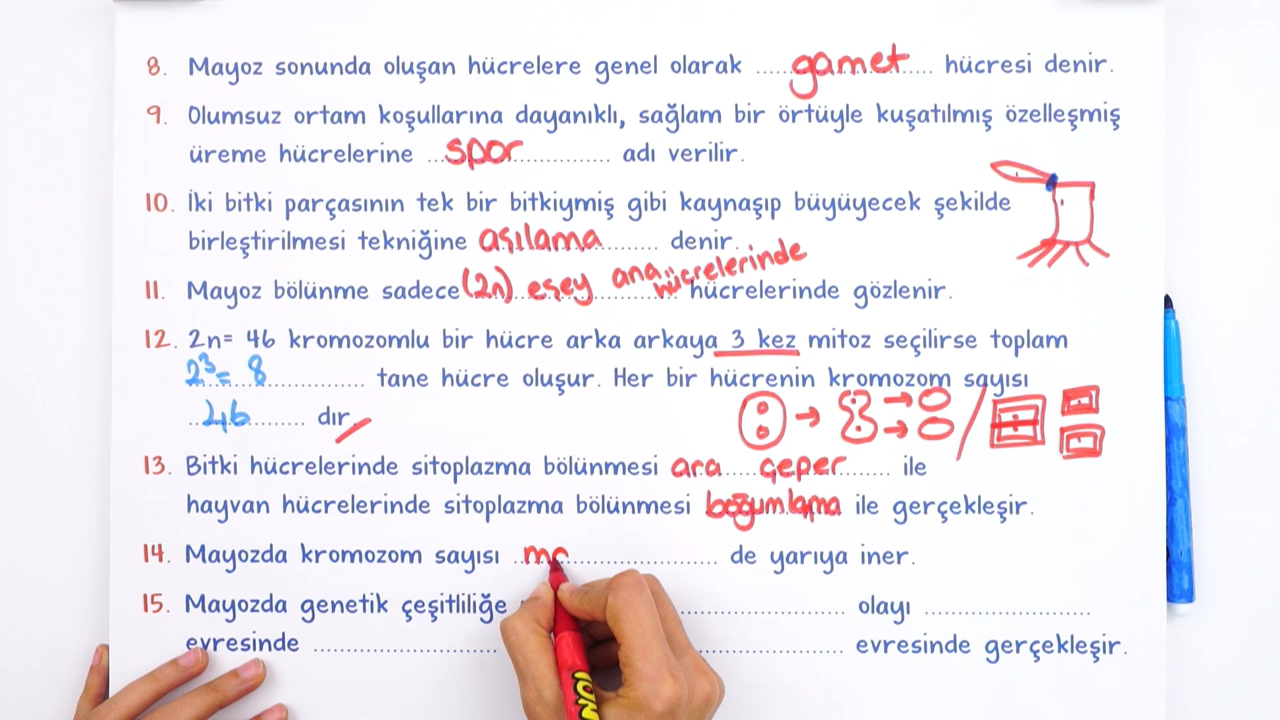 8. Mayoz sonunda oluşan hücrelere genel olarak gamet hücresi denir.
9. Olumsuz ortam koşullarına dayanıklı, sağlam bir örtüyle kuşatılmış özelleşmiş
üreme hücrelerine spor adı verilir.
10. İki bitki parçasının tek bir bitkiymiş gibi kaynaşıp büyüyecek şekilde
birleştirilmesi tekniğine aşılama denir.
11. Mayoz bölünme sadece (2n) eşey ana hücrelerinde hücrelerinde gözlenir.
12. 2n= 46 kromozomlu bir hücre arka arkaya 3 kez mitoz seçilirse toplam
2³= 8 tane hücre oluşur. Her bir hücrenin kromozom sayısı
46 dır.
13. Bitki hücrelerinde sitoplazma bölünmesi ara çeper ile
hayvan hücrelerinde sitoplazma bölünmesi boğumlama ile gerçekleşir.
14. Mayozda kromozom sayısı m de yarıya iner.
15. Mayozda genetik çeşitliliğe olayı
evresinde evresinde gerçekleşir.